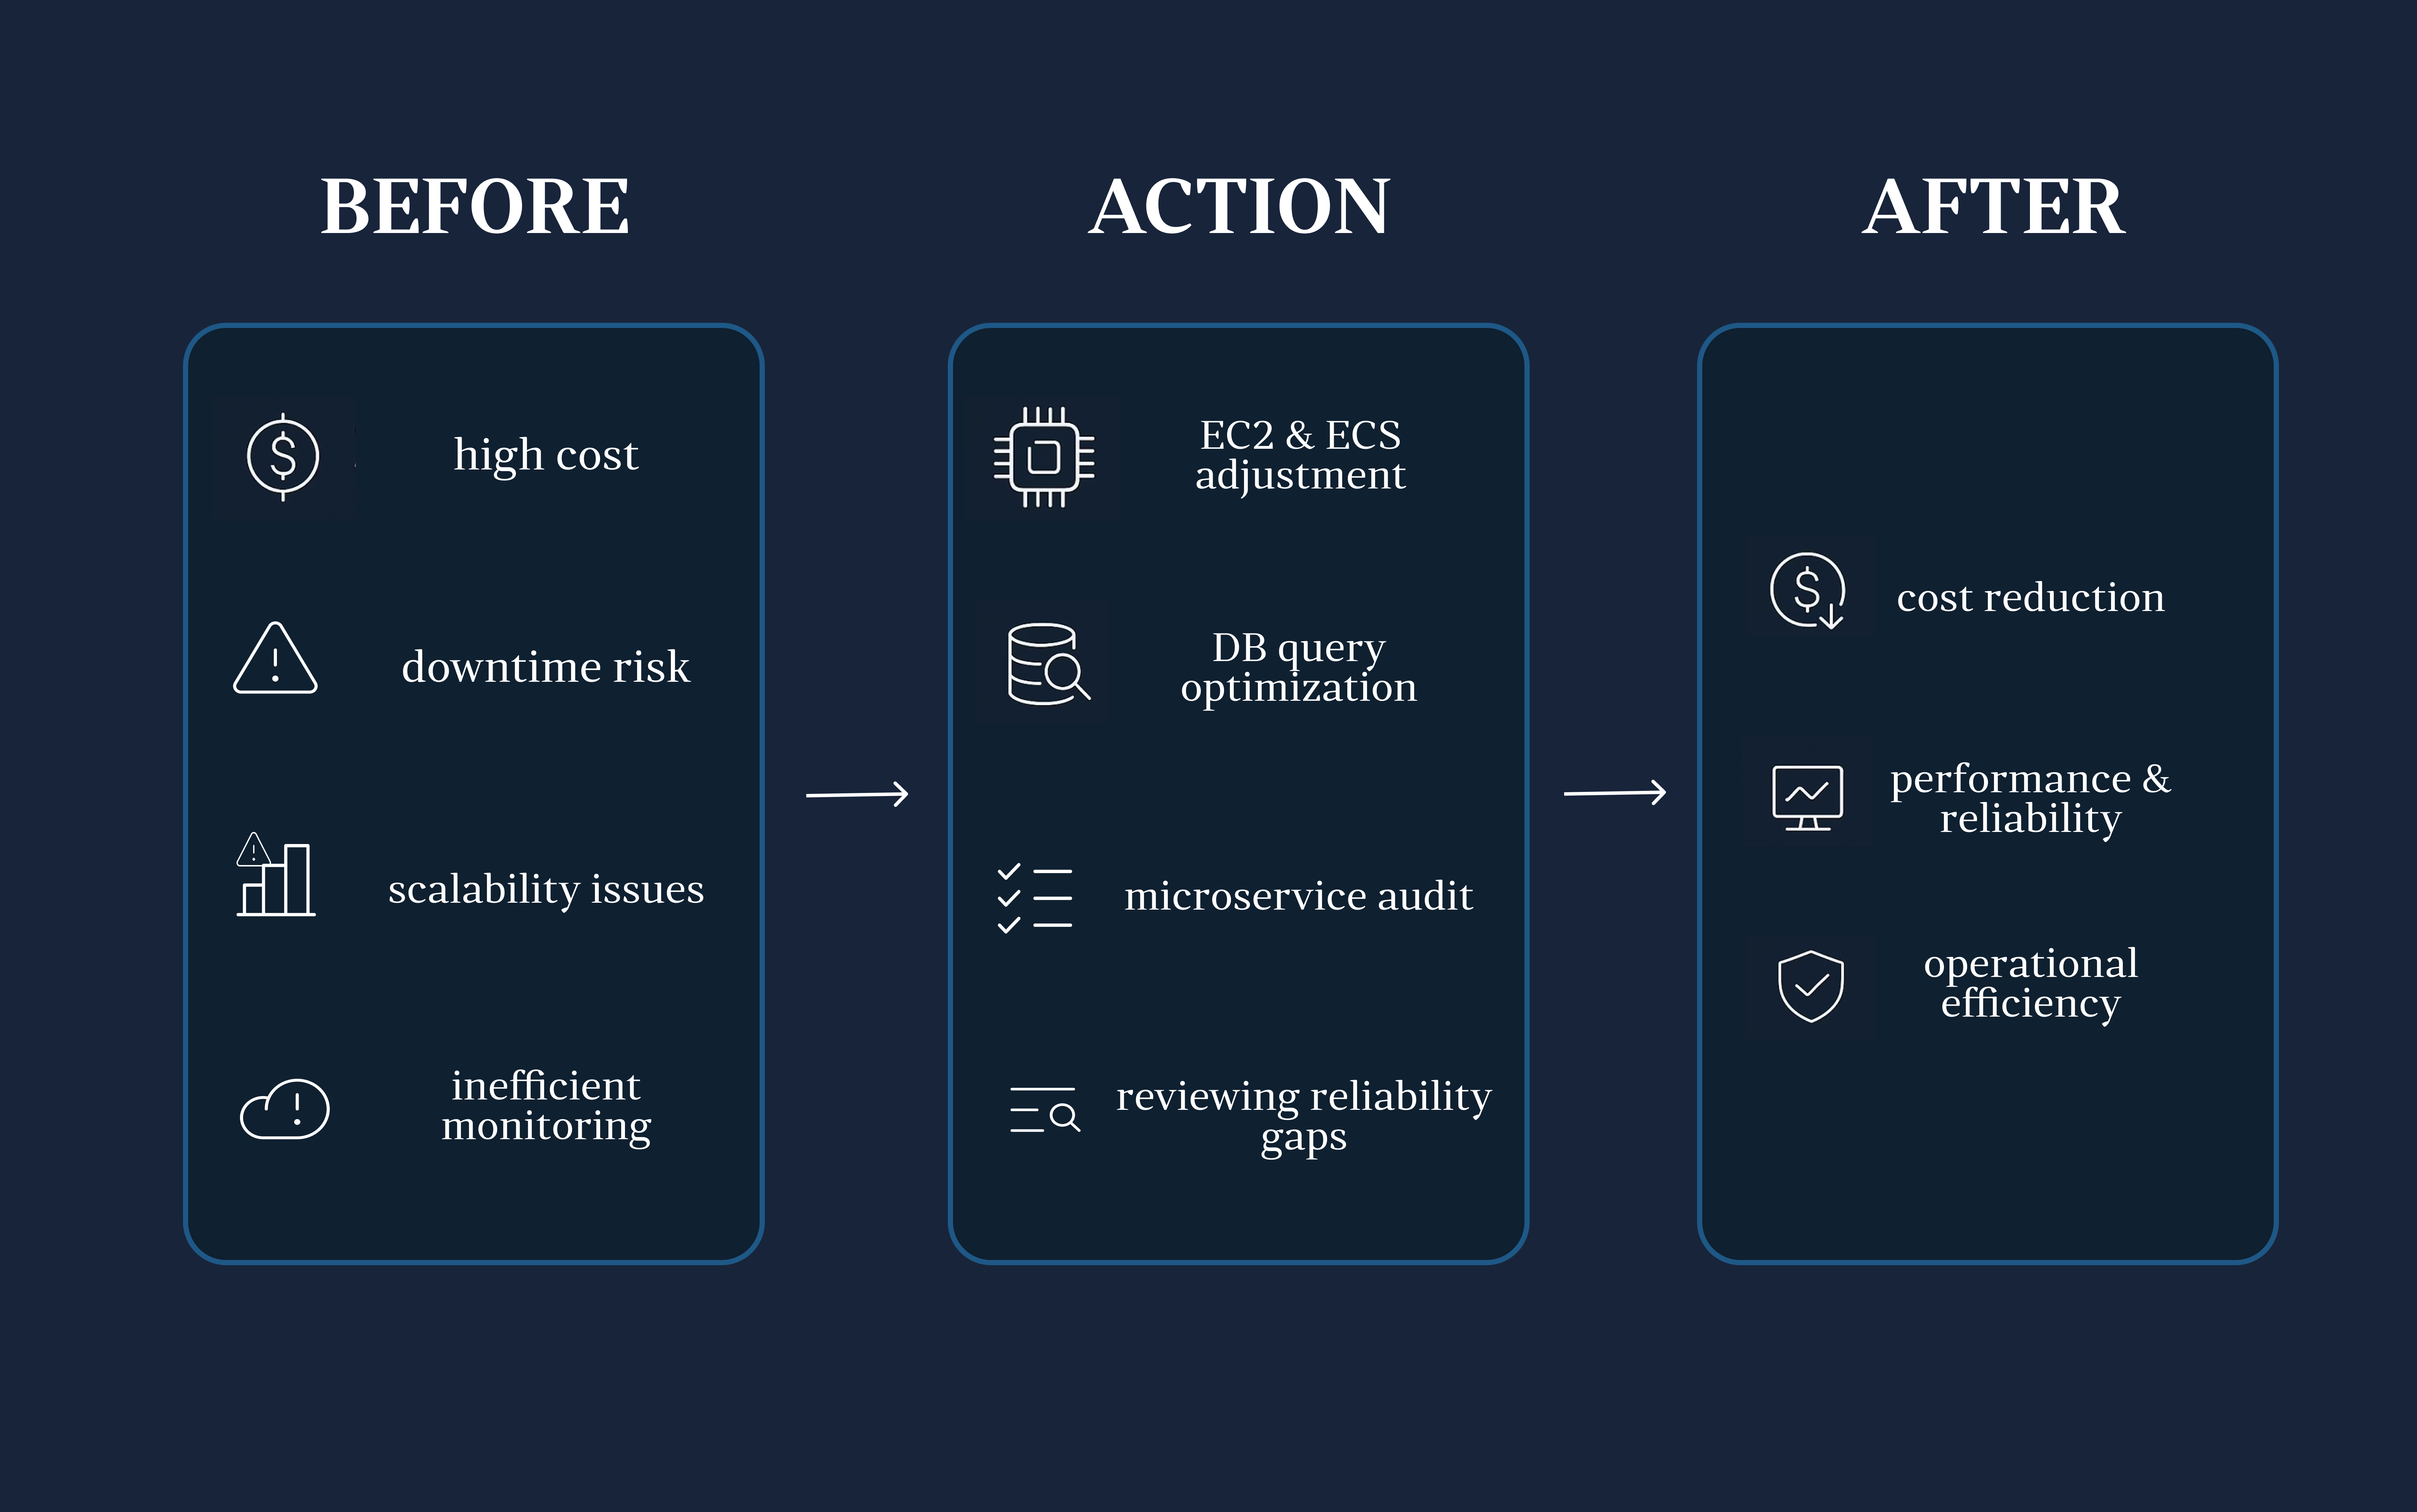 BEFORE
high cost
downtime risk
scalability issues
inefficient
monitoring
ACTION
EC2 & ECS
adjustment
DB query
optimization
microservice audit
reviewing reliability
gaps
AFTER
cost reduction
performance &
reliability
operational
efficiency